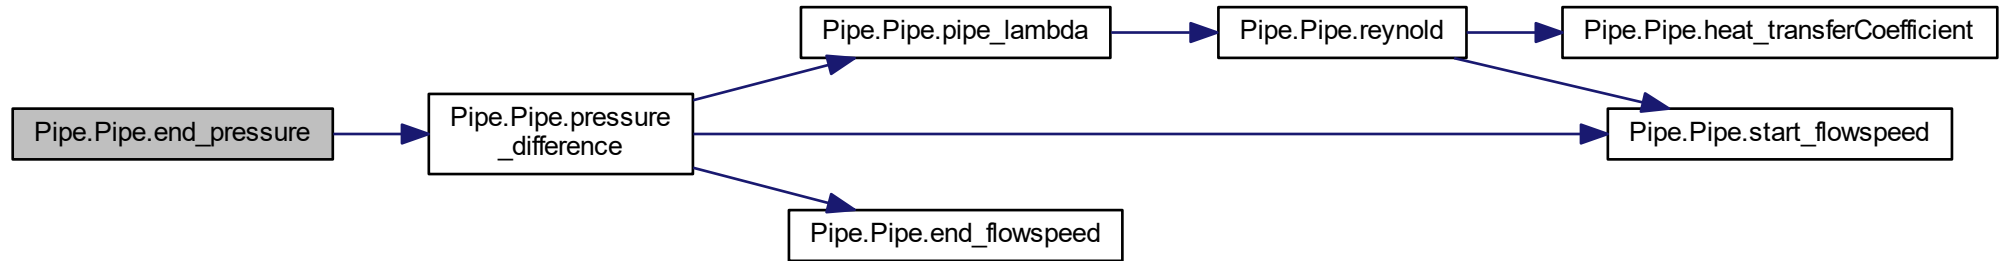 Pipe.Pipe.end_pressure
Pipe.Pipe.pressure
_difference
Pipe.Pipe.pipe_lambda
Pipe.Pipe.reynold
Pipe.Pipe.heat_transferCoefficient
Pipe.Pipe.start_flowspeed
Pipe.Pipe.end_flowspeed